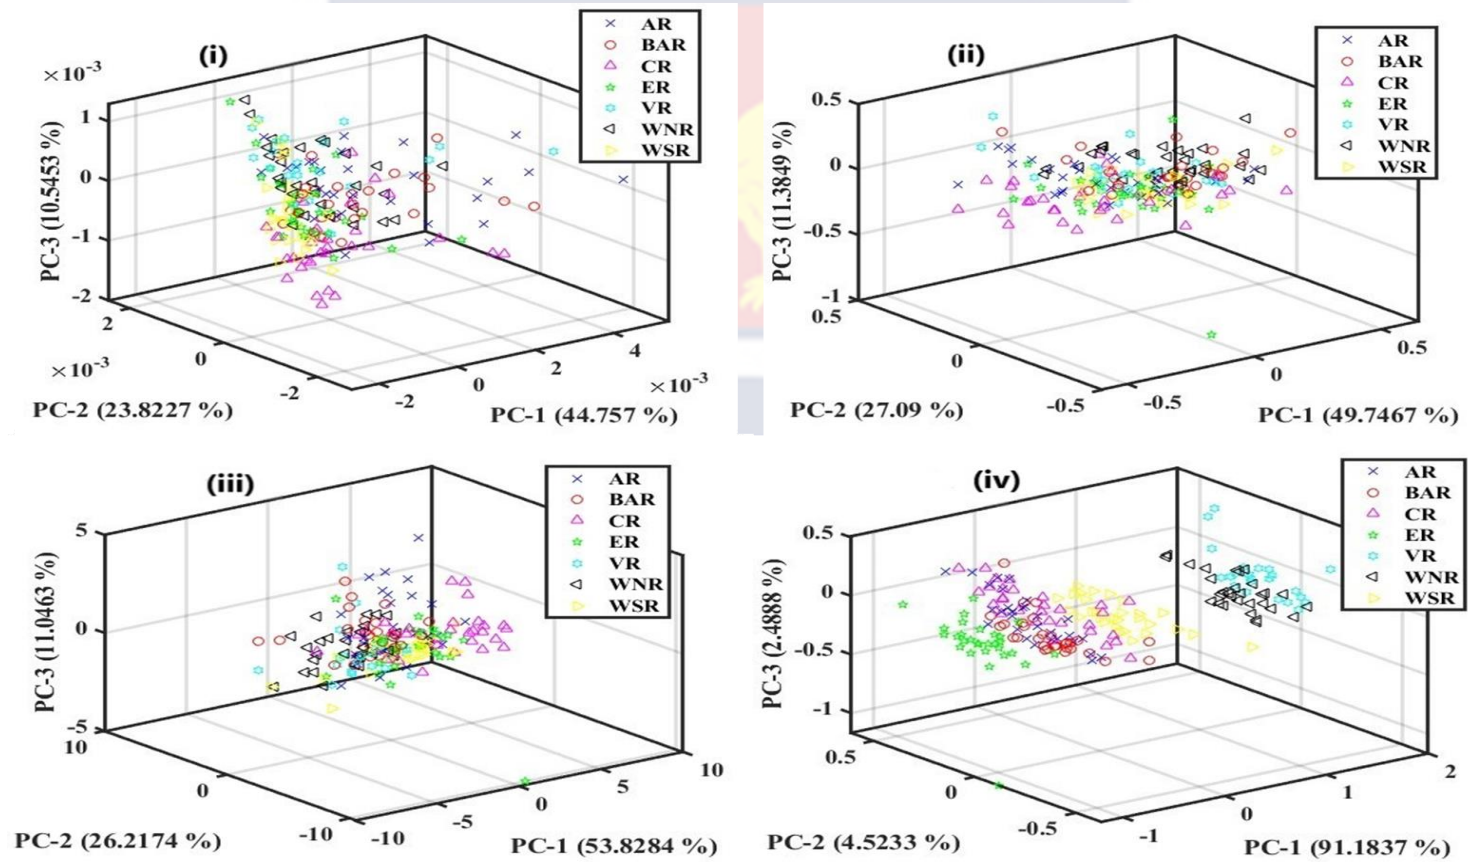 (i)
×10⁻³
1
0
-1
-2
PC-3 (10.5453 %)
2
0
-2
×10⁻³
PC-2 (23.8227 %)
-2
0
2
4
×10⁻³
PC-1 (44.757 %)
AR
BAR
CR
ER
VR
WNR
WSR
(ii)
0.5
0
-0.5
-1
PC-3 (11.3849 %)
0.5
0
-0.5
PC-2 (27.09 %)
-0.5
0
0.5
PC-1 (49.7467 %)
AR
BAR
CR
ER
VR
WNR
WSR
(iii)
5
0
-5
PC-3 (11.0463 %)
10
0
-10
PC-2 (26.2174 %)
-10
-5
0
5
10
PC-1 (53.8284 %)
AR
BAR
CR
ER
VR
WNR
WSR
(iv)
0.5
0
-0.5
-1
PC-3 (2.4888 %)
0.5
0
-0.5
PC-2 (4.5233 %)
-1
0
1
2
PC-1 (91.1837 %)
AR
BAR
CR
ER
VR
WNR
WSR